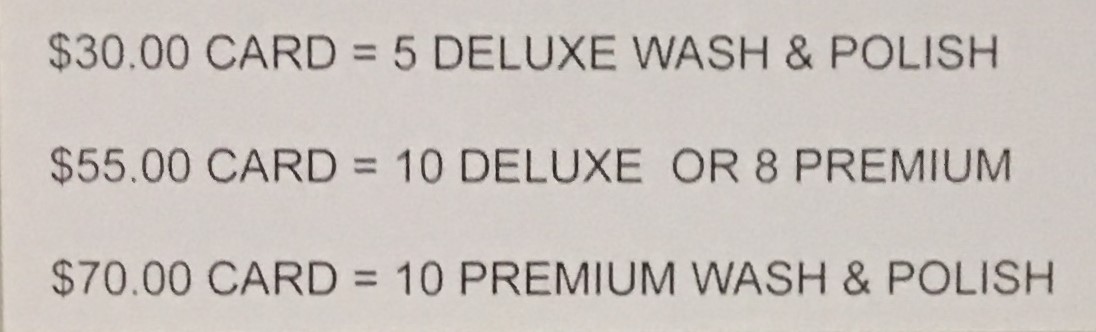 $30.00 CARD = 5 DELUXE WASH & POLISH
$55.00 CARD = 10 DELUXE OR 8 PREMIUM
$70.00 CARD = 10 PREMIUM WASH & POLISH